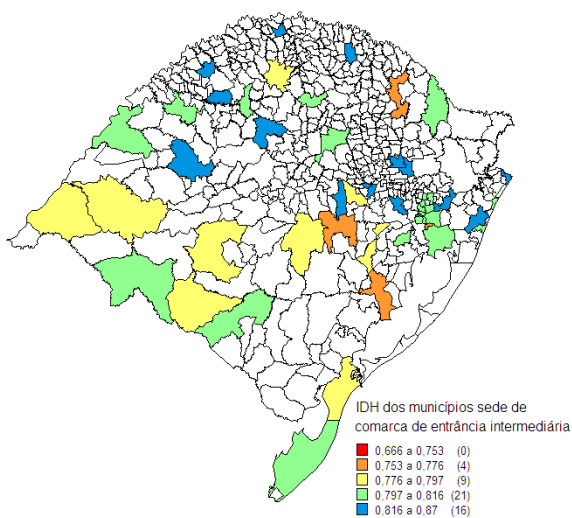 IDH dos municípios sede de
comarca de entrância intermediária
0,666 a 0,753 (0)
0,753 a 0,776 (4)
0,776 a 0,797 (9)
0,797 a 0,816 (21)
0,816 a 0,87 (16)